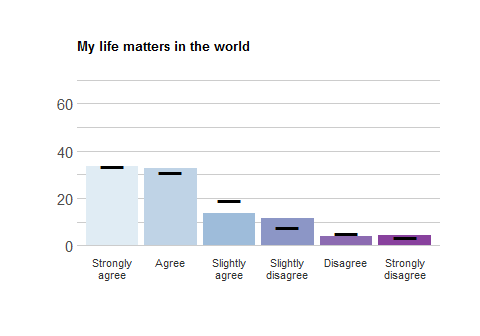 My life matters in the world
60
40
20
0
Strongly agree
Agree
Slightly agree
Slightly disagree
Disagree
Strongly disagree